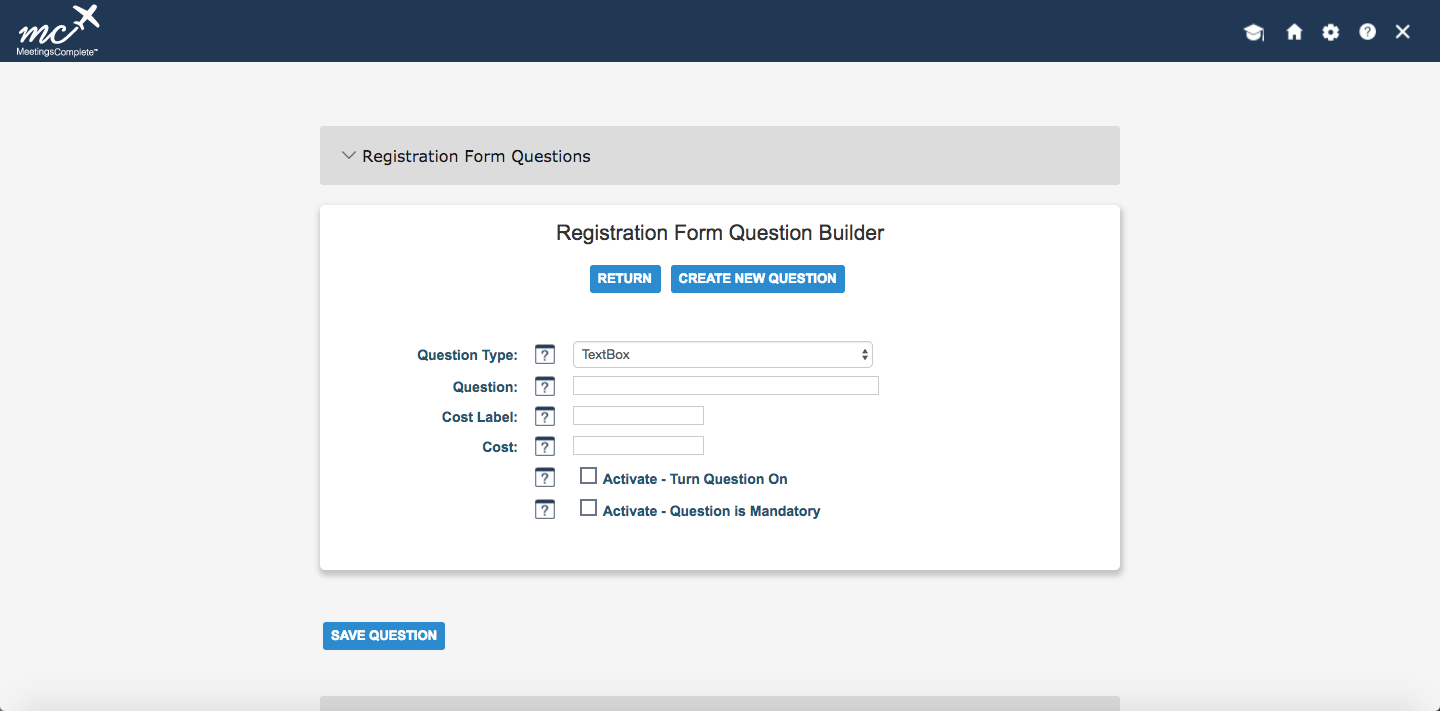 mc
MeetingsComplete™
?
Registration Form Questions
Registration Form Question Builder
RETURN CREATE NEW QUESTION
Question Type: ? TextBox
Question: ?
Cost Label: ?
Cost: ?
? Activate - Turn Question On
? Activate - Question is Mandatory
SAVE QUESTION